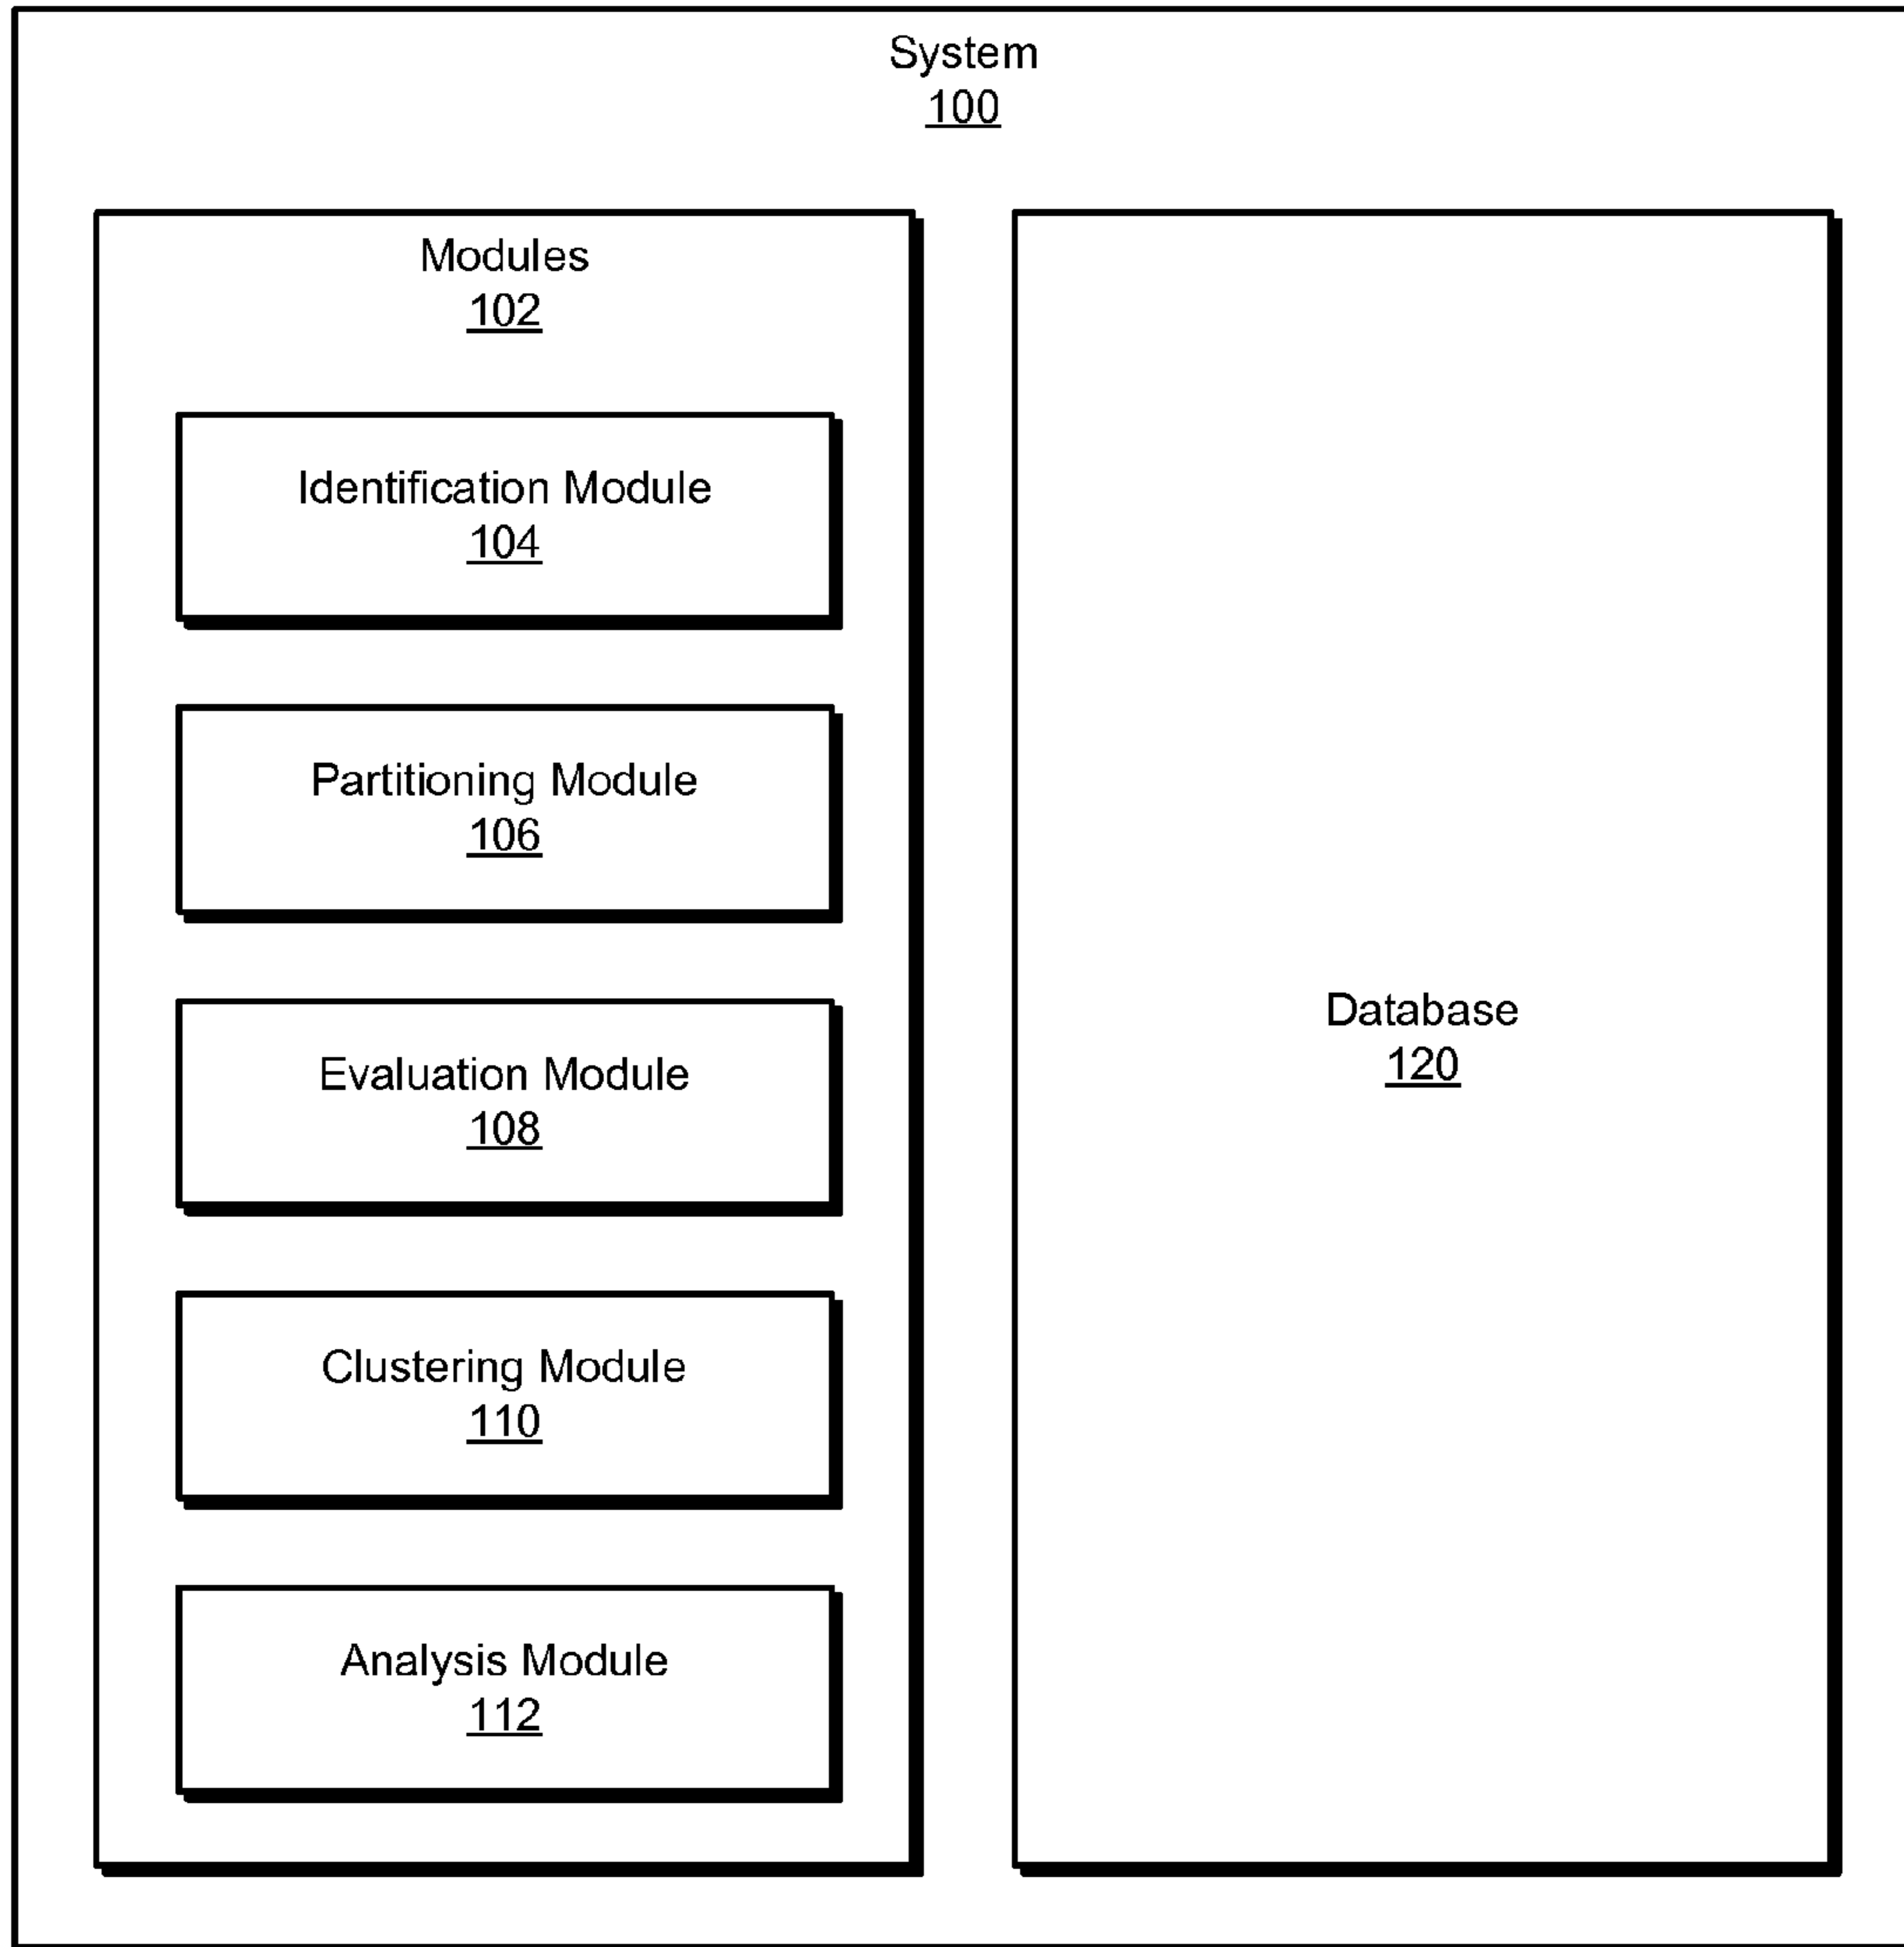 System
100
Modules
102
Identification Module
104
Partitioning Module
106
Evaluation Module
108
Clustering Module
110
Analysis Module
112
Database
120